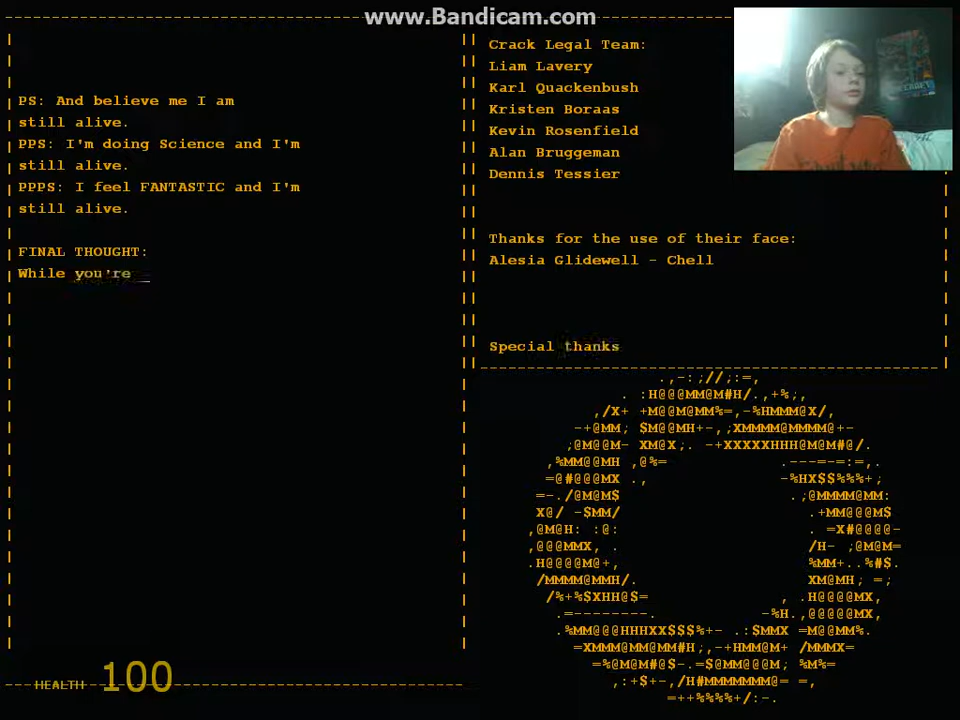 www.Bandicam.com
PS: And believe me I am
still alive.
PPS: I'm doing Science and I'm
still alive.
PPPS: I feel FANTASTIC and I'm
still alive.
FINAL THOUGHT:
While you're
Crack Legal Team:
Liam Lavery
Karl Quackenbush
Kristen Boraas
Kevin Rosenfield
Alan Bruggeman
Dennis Tessier
Thanks for the use of their face:
Alesia Glidewell - Chell
Special thanks
HEALTH 100